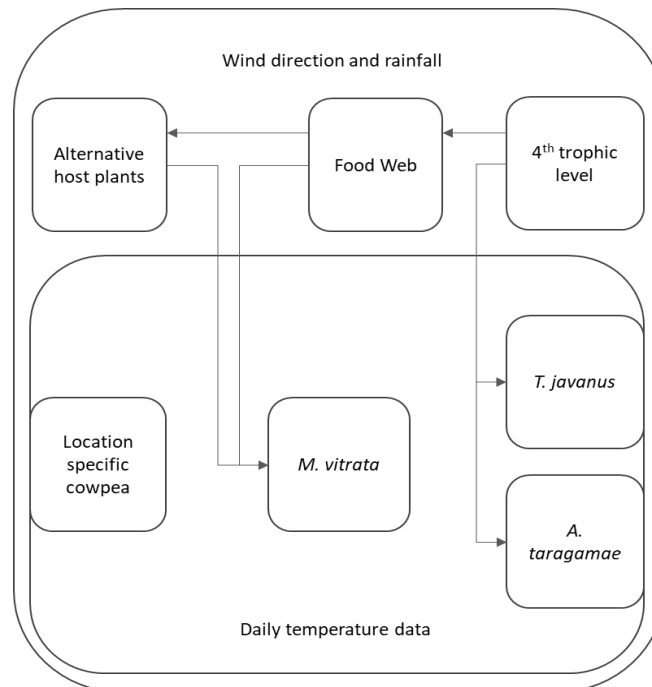 Wind direction and rainfall
Alternative
host plants
Food Web
4th trophic
level
T. javanus
Location
specific
cowpea
M. vitrata
A.
taragamae
Daily temperature data